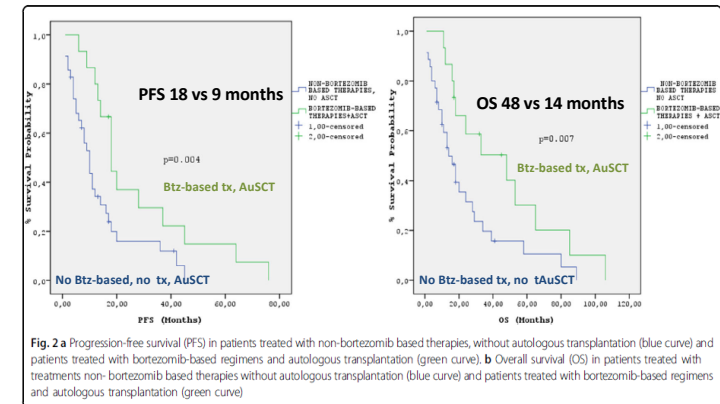 1,0
0,8
0,6
0,4
0,2
0,0
% Survival Probability
PFS 18 vs 9 months
p=0.004
Btz-based tx, AuSCT
No Btz-based, no tx, AuSCT
,00
20,00
40,00
60,00
80,00
PFS (Months)
NON-BORTEZOMIB
BASED THERAPIES,
NO ASCT
BORTEZOMIB-BASED
THERAPIES+ASCT
1,00-censored
2,00-censored
1,0
0,8
0,6
0,4
0,2
0,0
% Survival Probability
OS 48 vs 14 months
p=0.007
Btz-based tx, AuSCT
No Btz-based tx, no tAuSCT
,00
20,00
40,00
60,00
80,00
100,00
120,00
OS (Months)
NON-BORTEZOMIB
BASED THERAPIES
NO ASCT
BORTEZOMIB-BASED
THERAPIES + ASCT
1,00-censored
2,00-censored
Fig. 2 a Progression-free survival (PFS) in patients treated with non-bortezomib based therapies, without autologous transplantation (blue curve) and
patients treated with bortezomib-based regimens and autologous transplantation (green curve). b Overall survival (OS) in patients treated with
treatments non- bortezomib based therapies without autologous transplantation (blue curve) and patients treated with bortezomib-based regimens
and autologous transplantation (green curve)